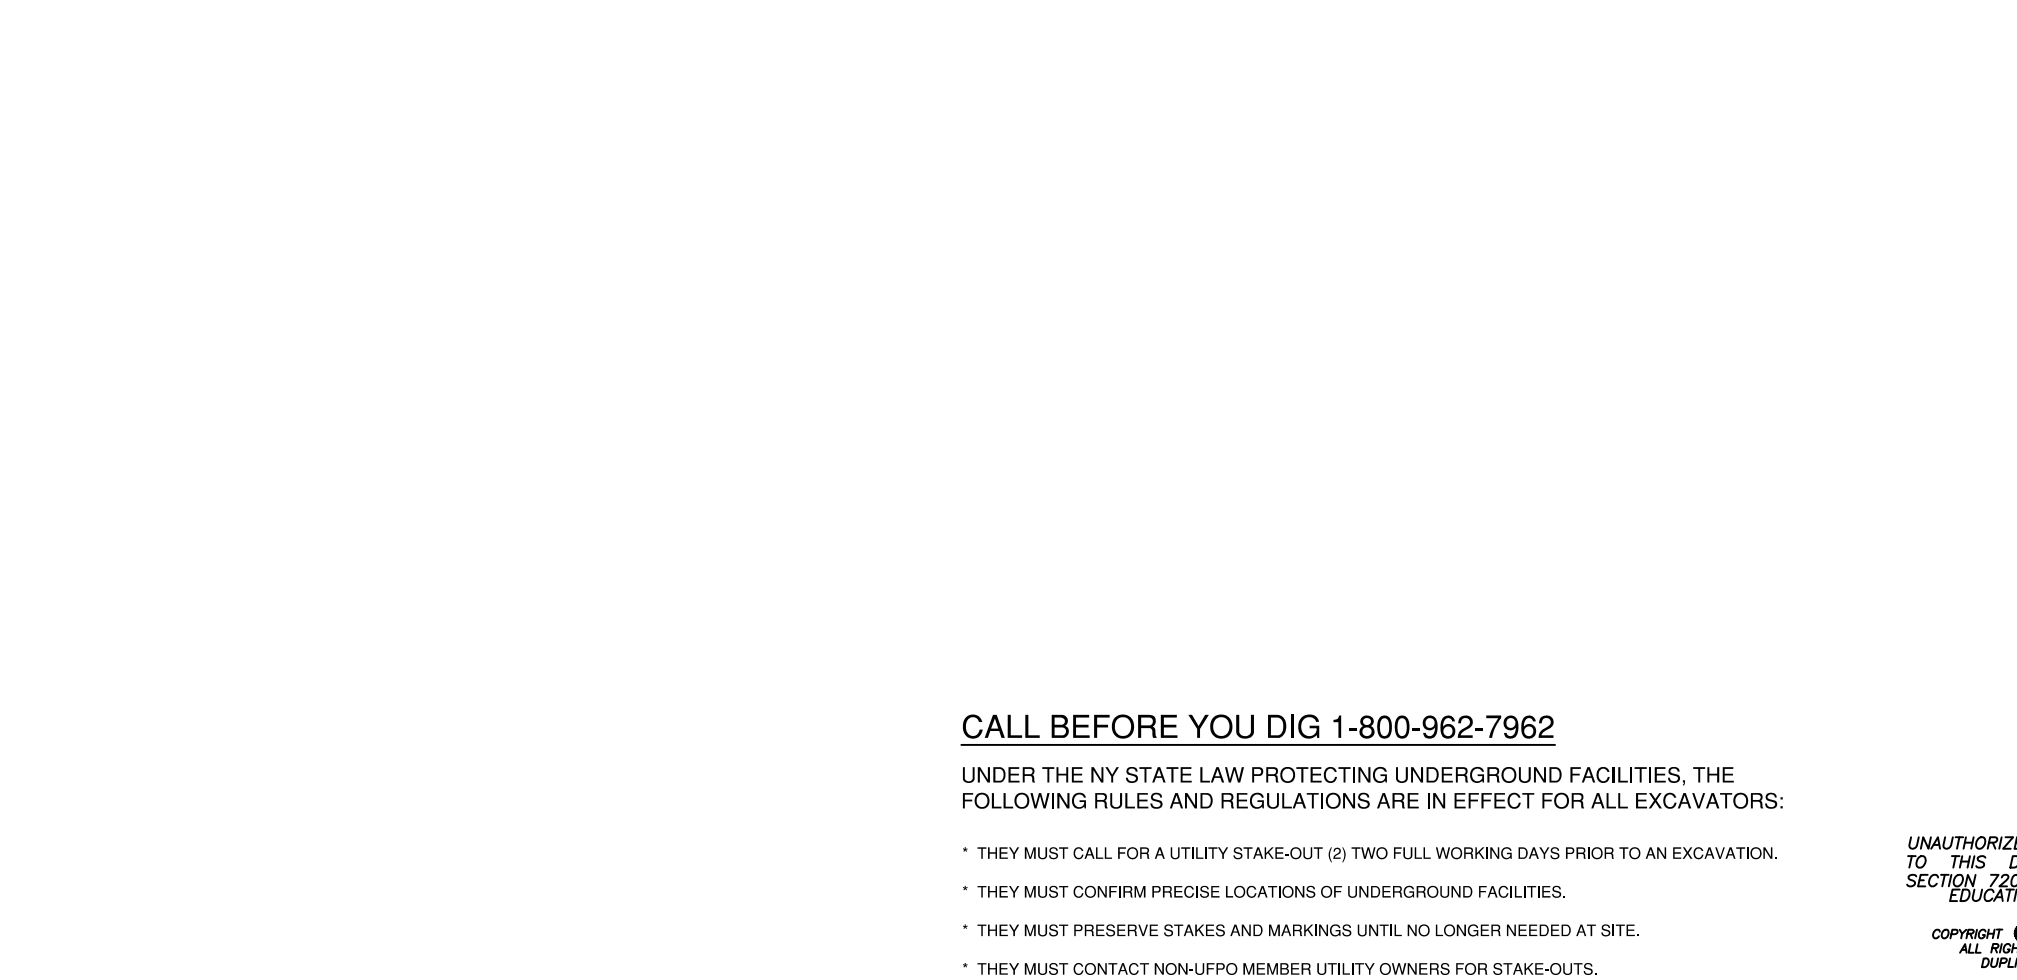 CALL BEFORE YOU DIG 1-800-962-7962
UNDER THE NY STATE LAW PROTECTING UNDERGROUND FACILITIES, THE
FOLLOWING RULES AND REGULATIONS ARE IN EFFECT FOR ALL EXCAVATORS:
* THEY MUST CALL FOR A UTILITY STAKE-OUT (2) TWO FULL WORKING DAYS PRIOR TO AN EXCAVATION.
* THEY MUST CONFIRM PRECISE LOCATIONS OF UNDERGROUND FACILITIES.
* THEY MUST PRESERVE STAKES AND MARKINGS UNTIL NO LONGER NEEDED AT SITE.
* THEY MUST CONTACT NON-UFPO MEMBER UTILITY OWNERS FOR STAKE-OUTS.
TO THIS
SECTION
COPYRIGHT
ALL